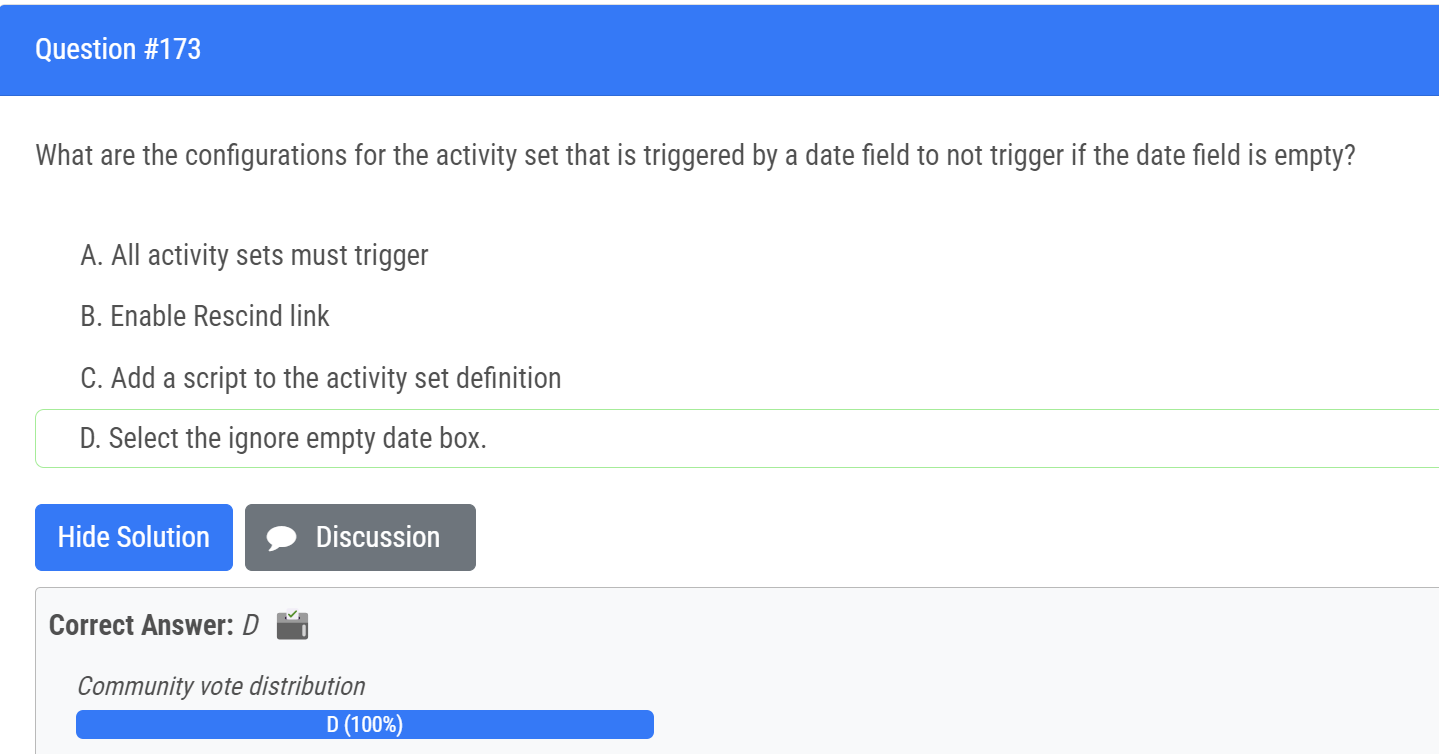 Question #173
What are the configurations for the activity set that is triggered by a date field to not trigger if the date field is empty?
A. All activity sets must trigger
B. Enable Rescind link
C. Add a script to the activity set definition
D. Select the ignore empty date box.
Hide Solution
Discussion
Correct Answer: D
Community vote distribution
D (100%)